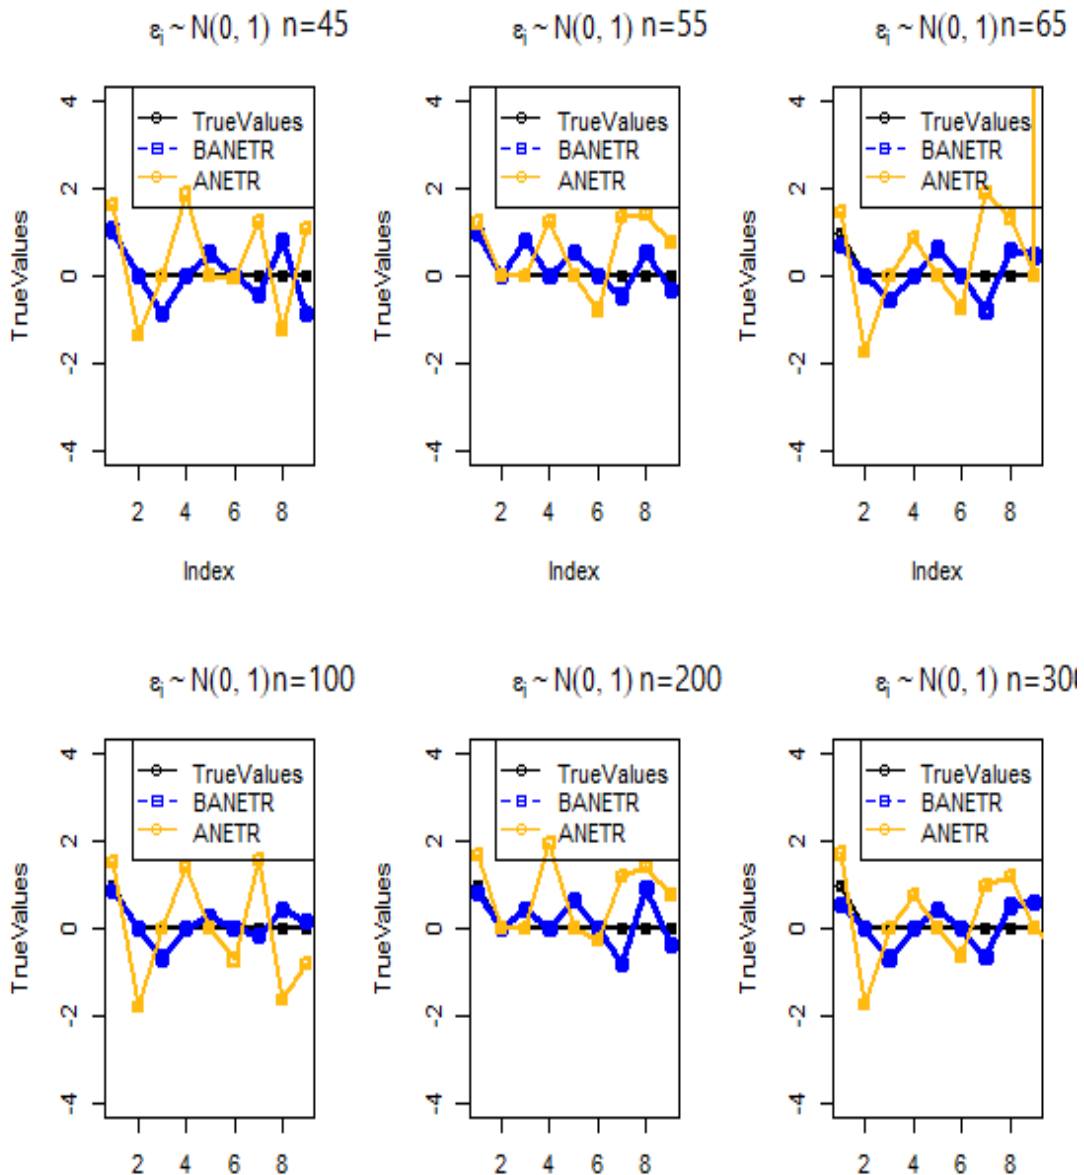 εi ~ N(0, 1) n=45
4
2
0
-2
-4
TrueValues
TrueValues
BANETR
ANETR
2 4 6 8
Index
εi ~ N(0, 1) n=55
4
2
0
-2
-4
TrueValues
TrueValues
BANETR
ANETR
2 4 6 8
Index
εi ~ N(0, 1) n=65
4
2
0
-2
-4
TrueValues
TrueValues
BANETR
ANETR
2 4 6 8
Index
εi ~ N(0, 1) n=100
4
2
0
-2
-4
TrueValues
TrueValues
BANETR
ANETR
2 4 6 8
εi ~ N(0, 1) n=200
4
2
0
-2
-4
TrueValues
TrueValues
BANETR
ANETR
2 4 6 8
εi ~ N(0, 1) n=300
4
2
0
-2
-4
TrueValues
TrueValues
BANETR
ANETR
2 4 6 8